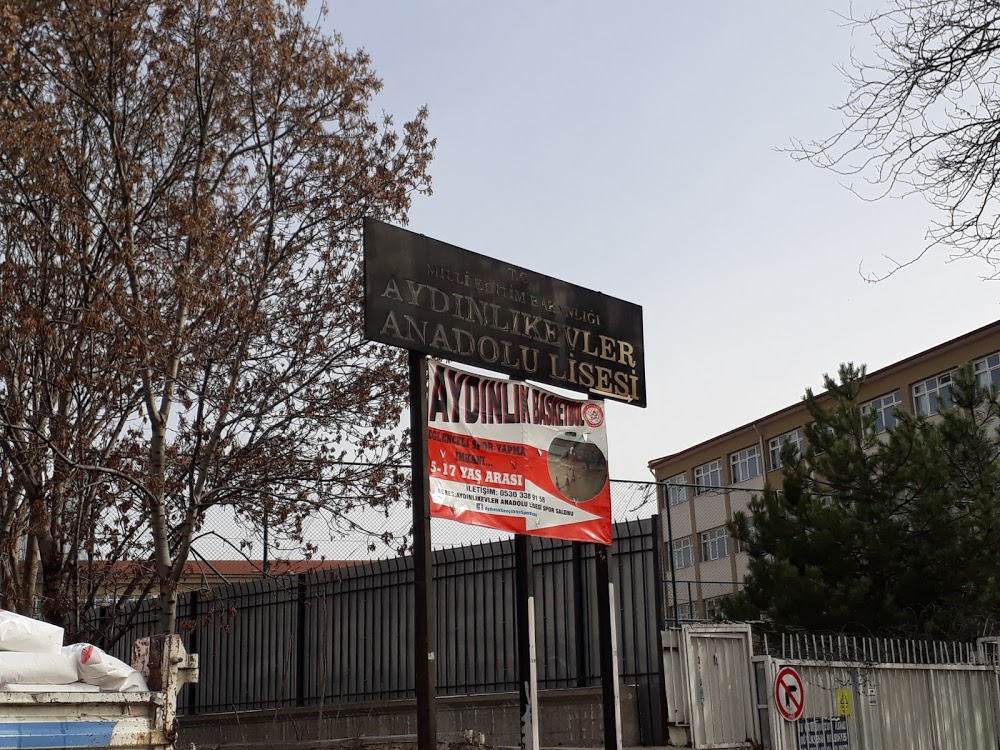 T.C.
MİLLİ EĞİTİM BAKANLIĞI
AYDINLIKEVLER
ANADOLU LİSESİ
AYDINLIK BASKETBOL
EĞLENCELİ SPOR YAPMA
İMKANI...
5-17 YAŞ ARASI
İLETİŞİM: 0530 338 91 58
ADRES:AYDINLIKEVLER ANADOLU LİSESİ SPOR SALONU